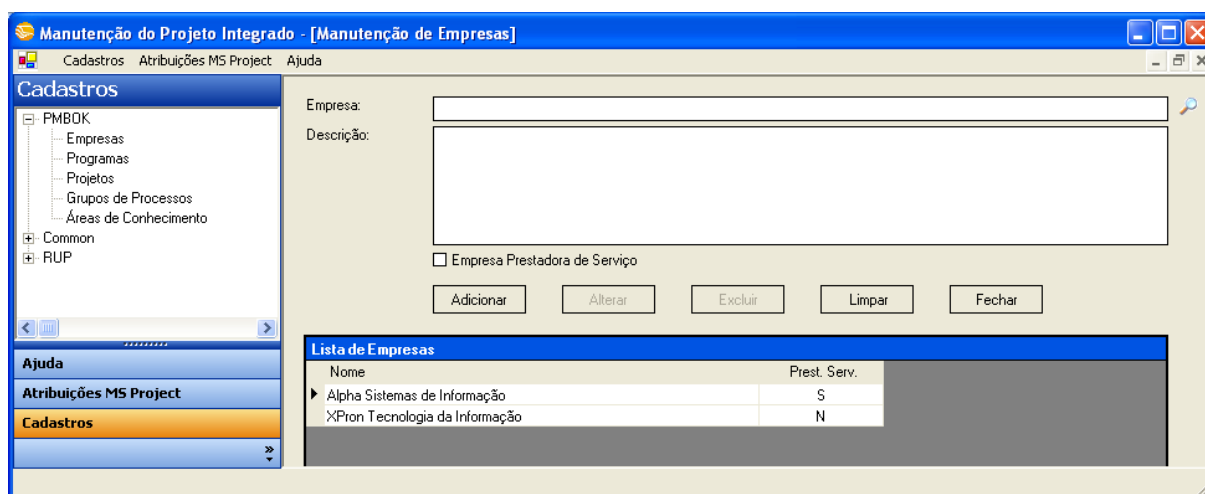 Manutenção do Projeto Integrado - [Manutenção de Empresas]
Cadastros Atribuições MS Project Ajuda
Cadastros
PMBOK
Empresas
Programas
Projetos
Grupos de Processos
Áreas de Conhecimento
Common
RUP
Ajuda
Atribuições MS Project
Cadastros
Empresa:
Descrição:
Empresa Prestadora de Serviço
Adicionar Alterar Excluir Limpar Fechar
Lista de Empresas
Nome Prest. Serv.
Alpha Sistemas de Informação S
XPron Tecnologia da Informação N